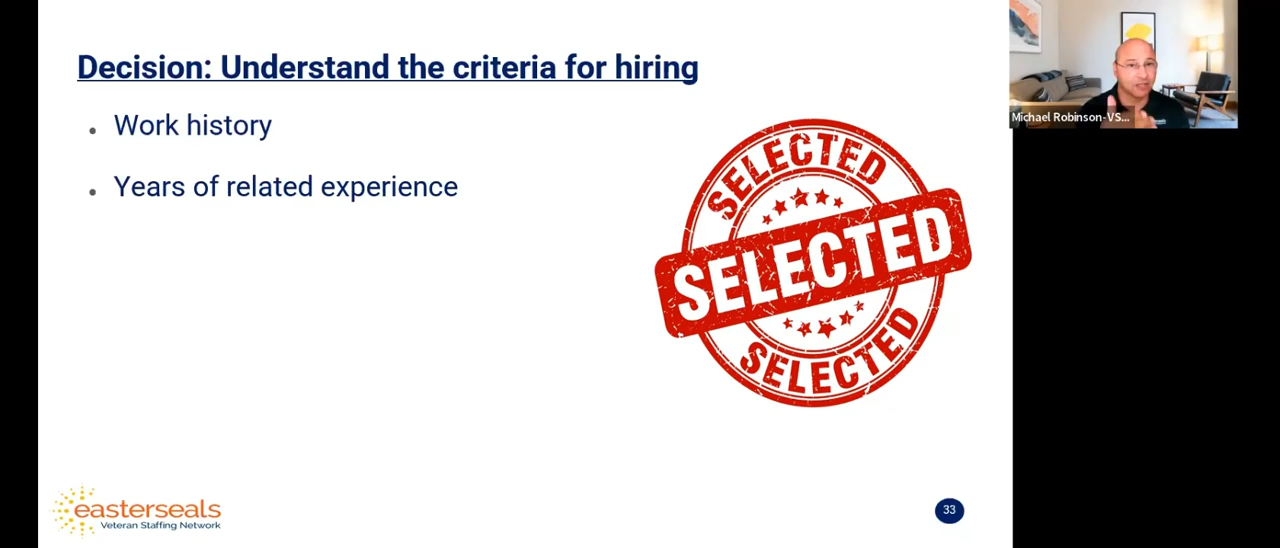 Decision: Understand the criteria for hiring
Work history
Years of related experience
SELECTED
SELECTED
SELECTED
Michael Robinson-VS...
easterseals
Veteran Staffing Network
33